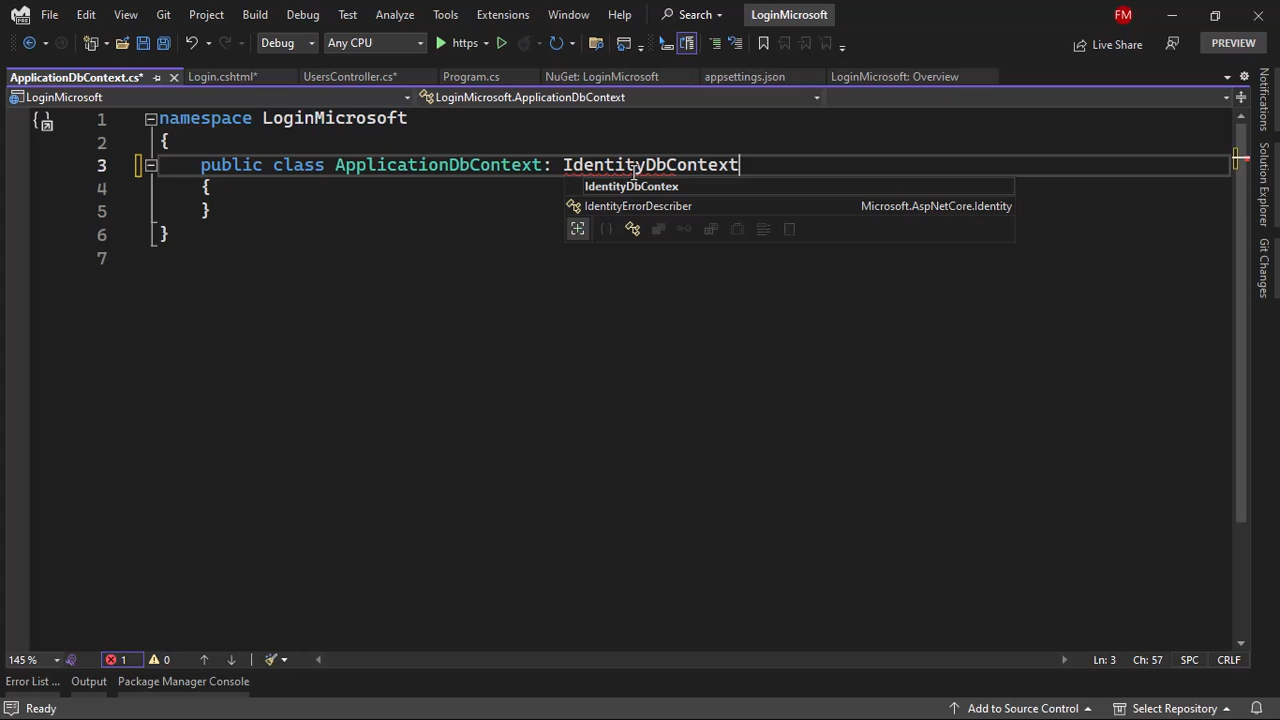 File Edit View Git Project Build Debug Test Analyze Tools Extensions Window Help Search LoginMicrosoft FM
Debug Any CPU https Live Share PREVIEW
ApplicationDbContext.cs* Login.cshtml* UsersController.cs* Program.cs NuGet: LoginMicrosoft appsettings.json LoginMicrosoft: Overview
LoginMicrosoft LoginMicrosoft.ApplicationDbContext
1 namespace LoginMicrosoft
2 {
3 public class ApplicationDbContext: IdentityDbContext
IdentityDbContex
4 {
IdentityErrorDescriber Microsoft.AspNetCore.Identity
5 }
6 }
7
Notifications
Solution Explorer
Git Changes
145 % 1 0 Ln: 3 Ch: 57 SPC CRLF
Error List ... Output Package Manager Console
Ready Add to Source Control Select Repository